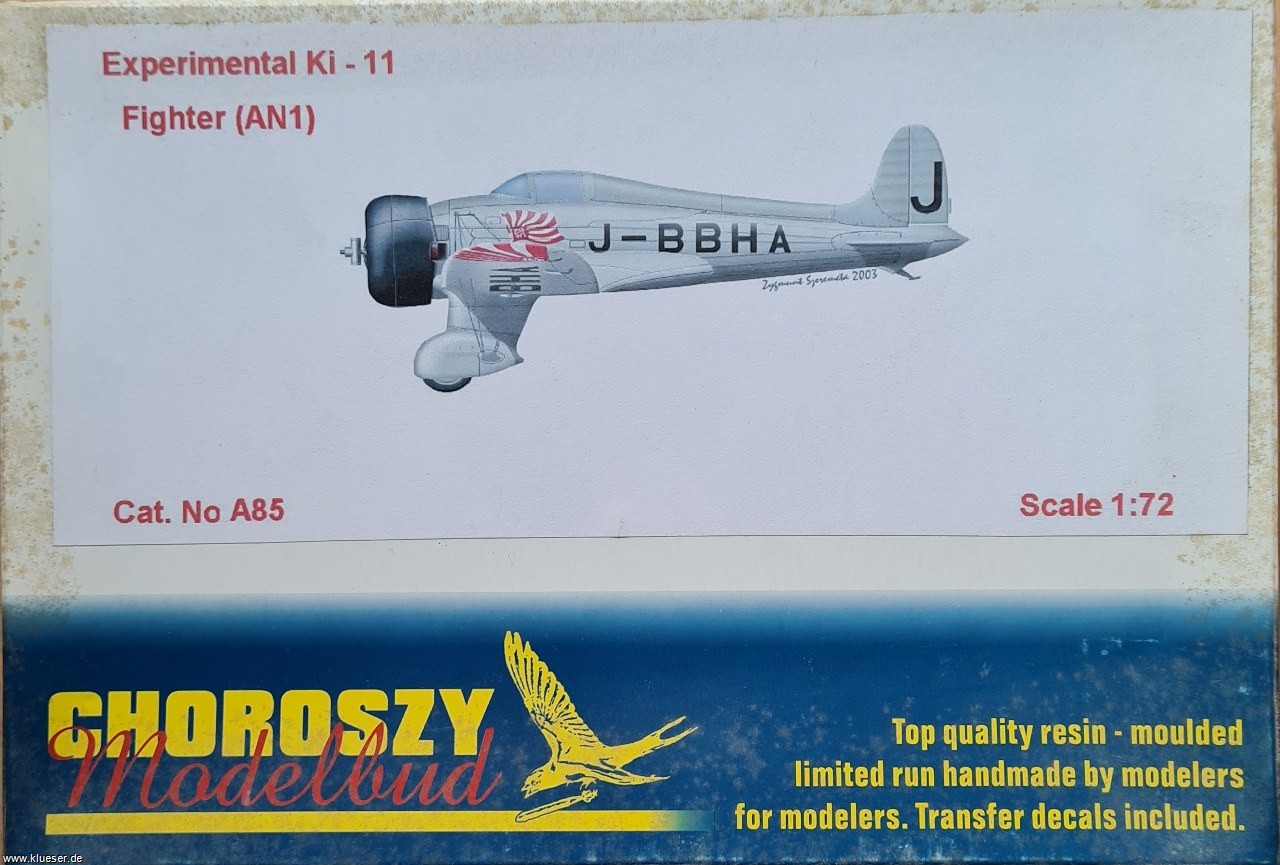 Experimental Ki - 11
Fighter (AN1)
J
J-BBHA
Zygmunt Szeremeta 2003
Cat. No A85
Scale 1:72
CHOROSZY
Modelbud
Top quality resin - moulded
limited run handmade by modelers
for modelers. Transfer decals included.
www.klueser.de